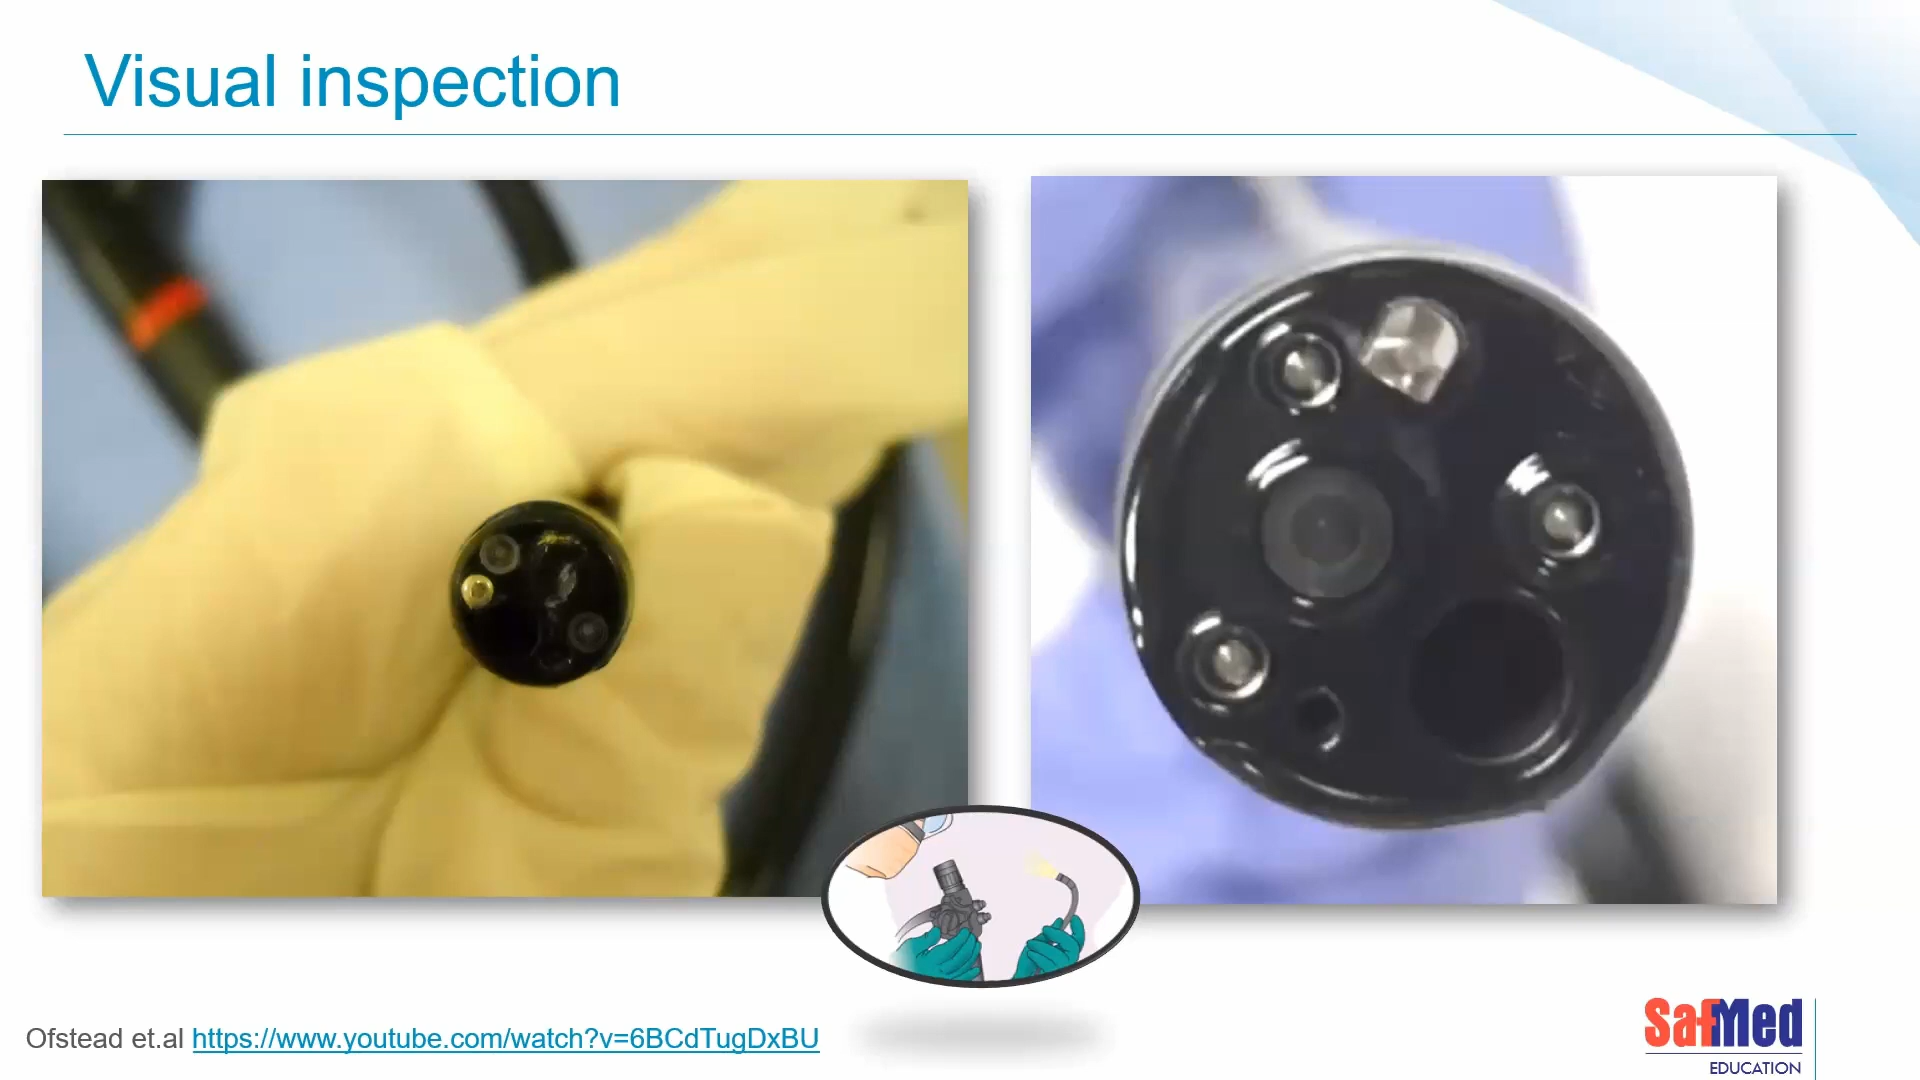 Visual inspection
Ofstead et.al https://www.youtube.com/watch?v=6BCdTugDxBU
SafMed
EDUCATION